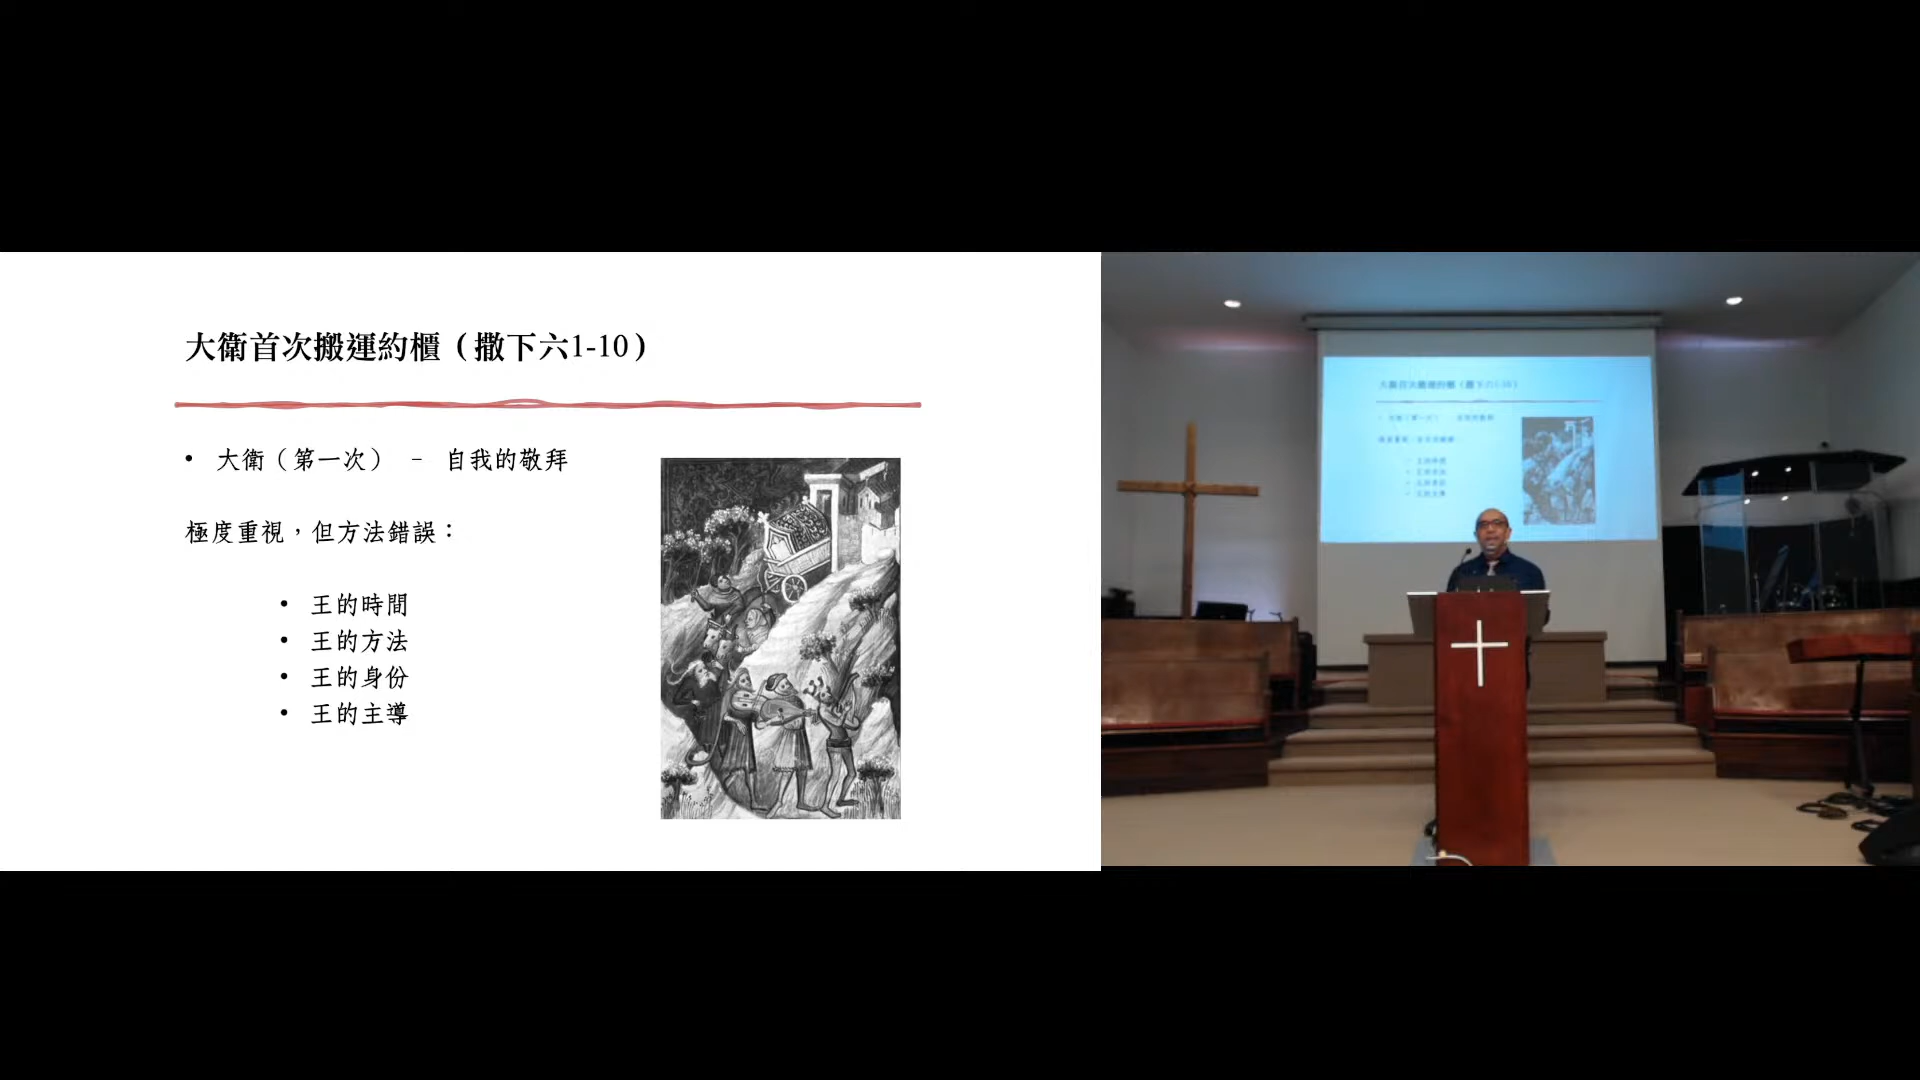 大衛首次搬運約櫃（撒下六1-10）
• 大衛（第一次） – 自我的敬拜
極度重視，但方法錯誤：
• 王的時間
• 王的方法
• 王的身份
• 王的主導